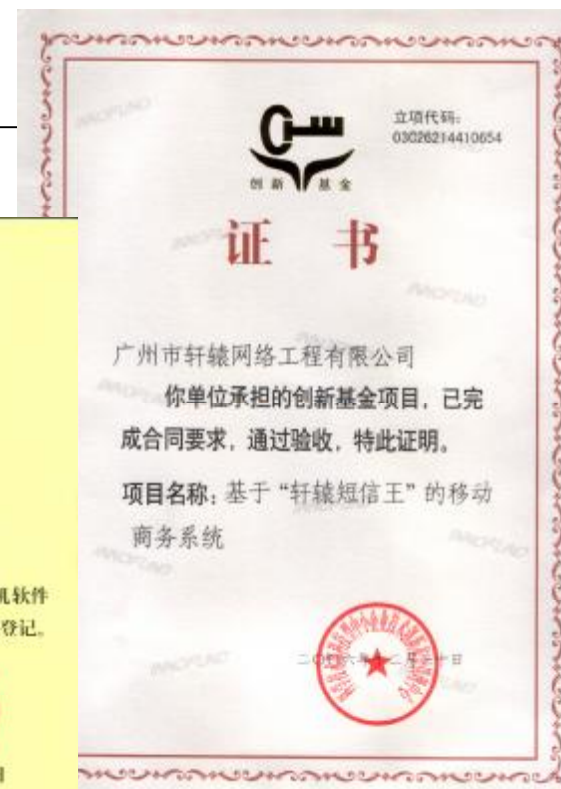 立项代码：
03026214410654
创新基金
证 书
广州市轩辕网络工程有限公司
你单位承担的创新基金项目，已完
成合同要求，通过验收，特此证明。
项目名称：基于“轩辕短信王”的移动
商务系统
机软件
登记。